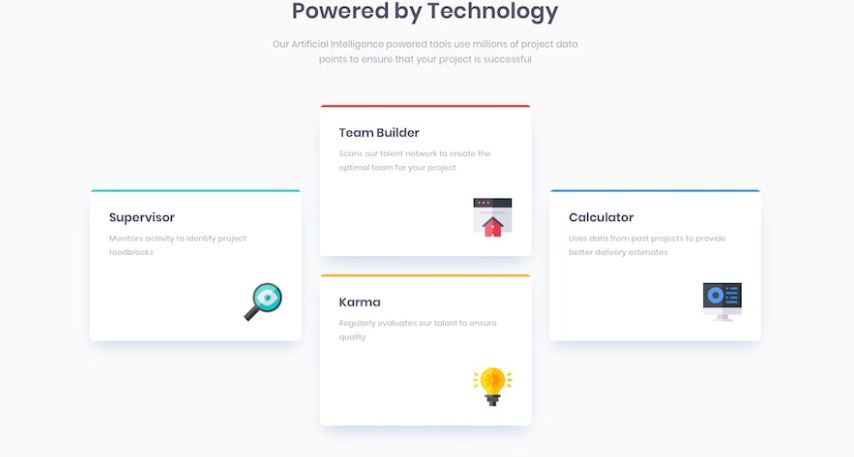 Powered by Technology
Our Artificial Intelligence powered tools use millions of project data
points to ensure that your project is successful
Supervisor
Monitors activity to identify project
roadblocks
Team Builder
Scans our talent network to create the
optimal team for your project
Karma
Regularly evaluates our talent to ensure
quality
Calculator
Uses data from past projects to provide
better delivery estimates